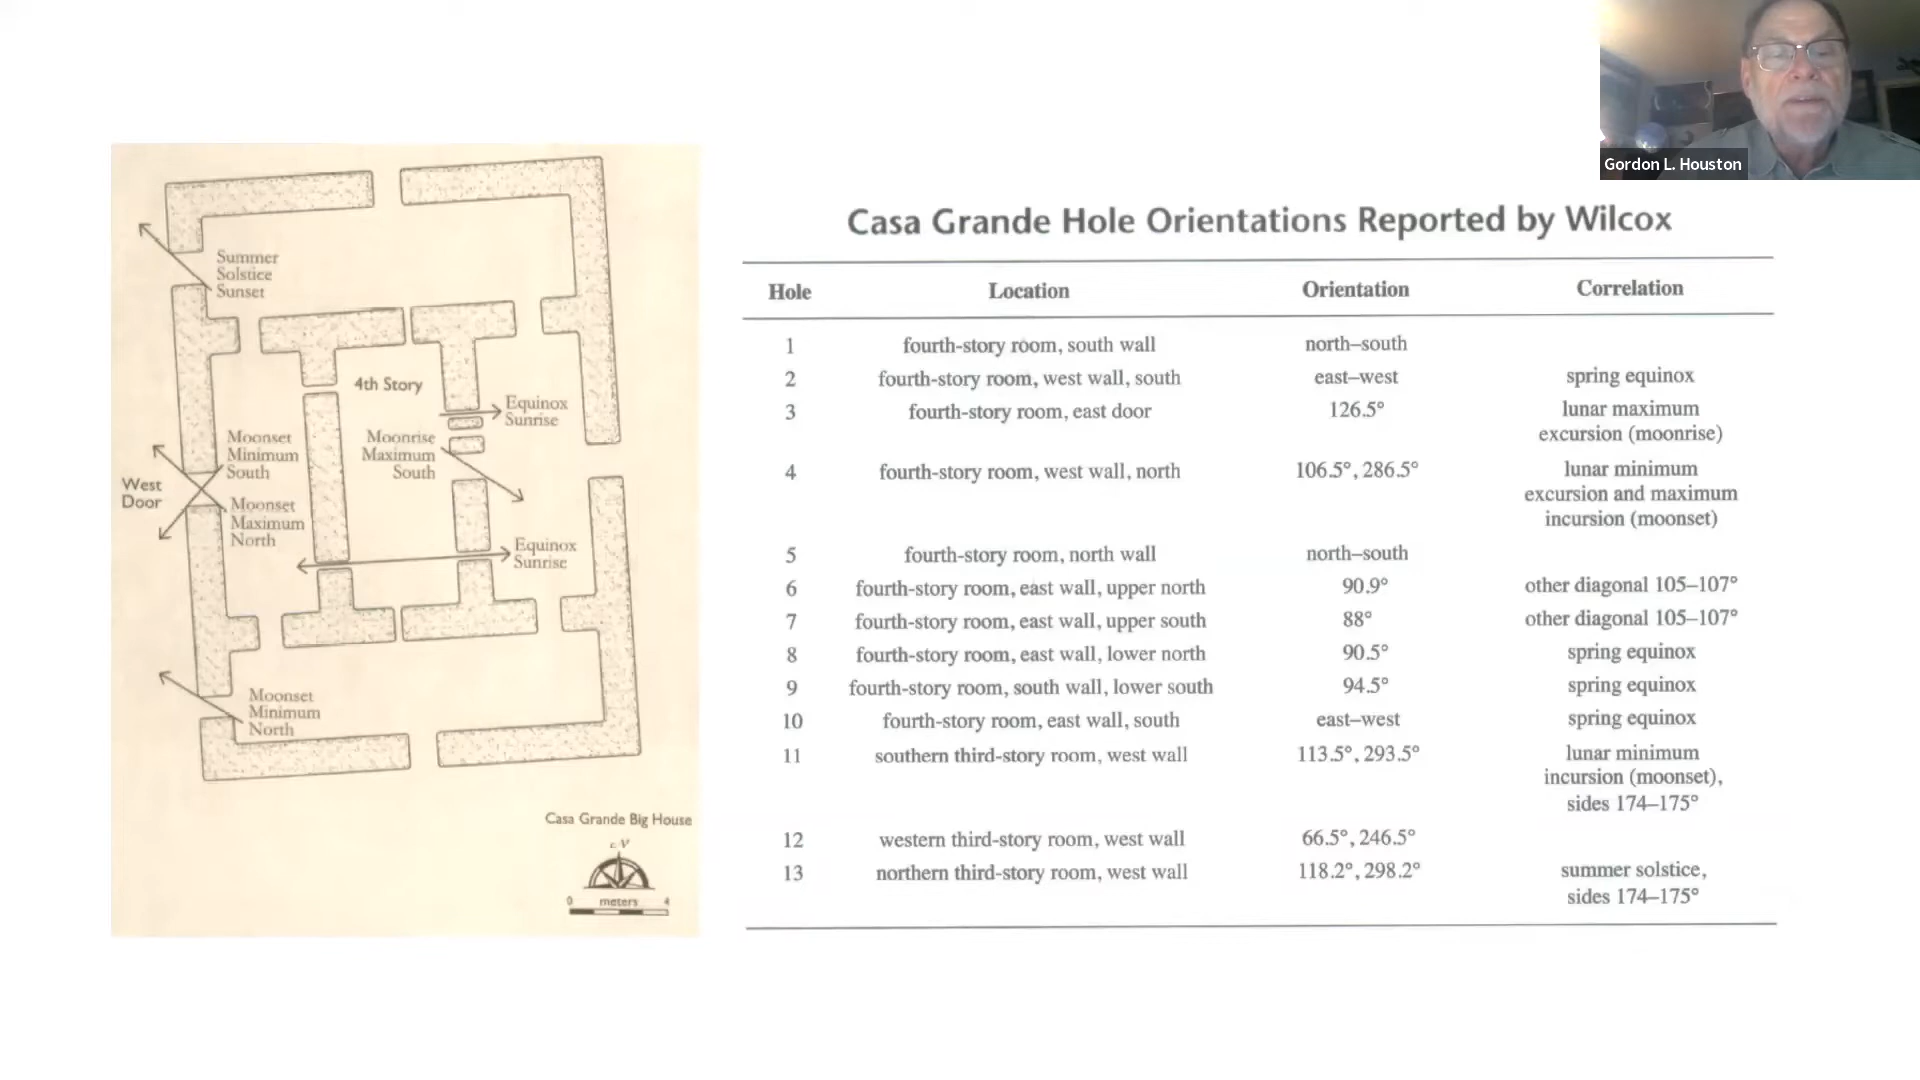 Gordon L. Houston
Summer
Solstice
Sunset
4th Story
Equinox
Sunrise
Moonset
Minimum
South
Moonrise
Maximum
South
West
Door
Moonset
Maximum
North
Equinox
Sunrise
Moonset
Minimum
North
Casa Grande Big House
N
0 meters 4
Casa Grande Hole Orientations Reported by Wilcox
Hole Location Orientation Correlation
1 fourth-story room, south wall north–south
2 fourth-story room, west wall, south east–west spring equinox
3 fourth-story room, east door 126.5° lunar maximum
excursion (moonrise)
4 fourth-story room, west wall, north 106.5°, 286.5° lunar minimum
excursion and maximum
incursion (moonset)
5 fourth-story room, north wall north–south
6 fourth-story room, east wall, upper north 90.9° other diagonal 105–107°
7 fourth-story room, east wall, upper south 88° other diagonal 105–107°
8 fourth-story room, east wall, lower north 90.5° spring equinox
9 fourth-story room, south wall, lower south 94.5° spring equinox
10 fourth-story room, east wall, south east–west spring equinox
11 southern third-story room, west wall 113.5°, 293.5° lunar minimum
incursion (moonset),
sides 174–175°
12 western third-story room, west wall 66.5°, 246.5°
13 northern third-story room, west wall 118.2°, 298.2° summer solstice,
sides 174–175°